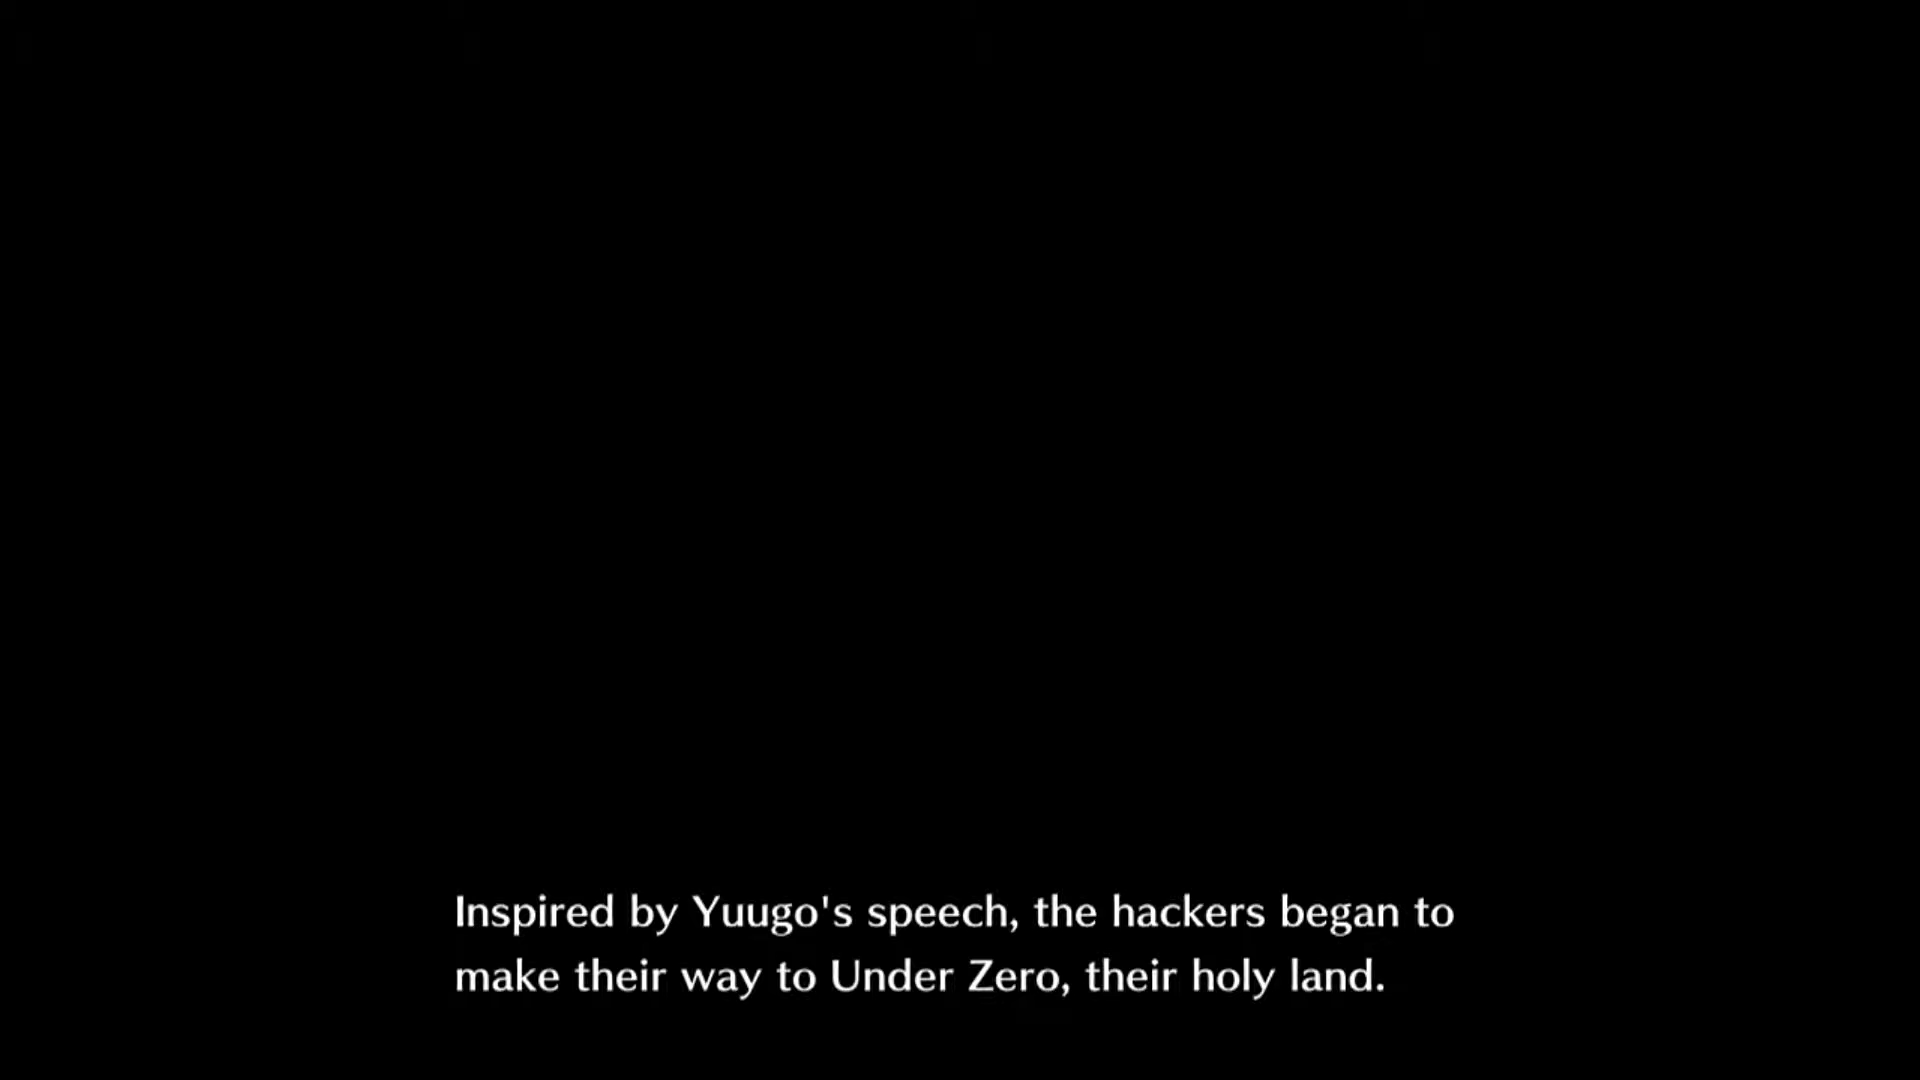 Inspired by Yuugo's speech, the hackers began to
make their way to Under Zero, their holy land.